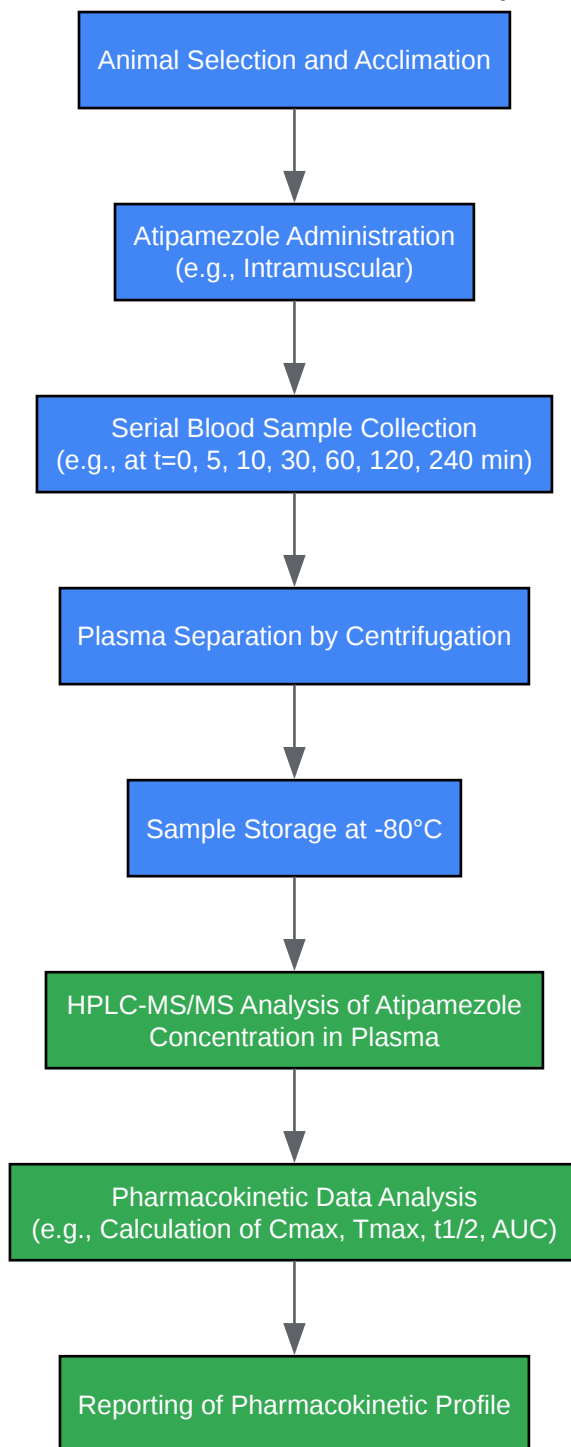 Animal Selection and Acclimation
Atipamezole Administration
(e.g., Intramuscular)
Serial Blood Sample Collection
(e.g., at t=0, 5, 10, 30, 60, 120, 240 min)
Plasma Separation by Centrifugation
Sample Storage at -80°C
HPLC-MS/MS Analysis of Atipamezole
Concentration in Plasma
Pharmacokinetic Data Analysis
(e.g., Calculation of Cmax, Tmax, t1/2, AUC)
Reporting of Pharmacokinetic Profile